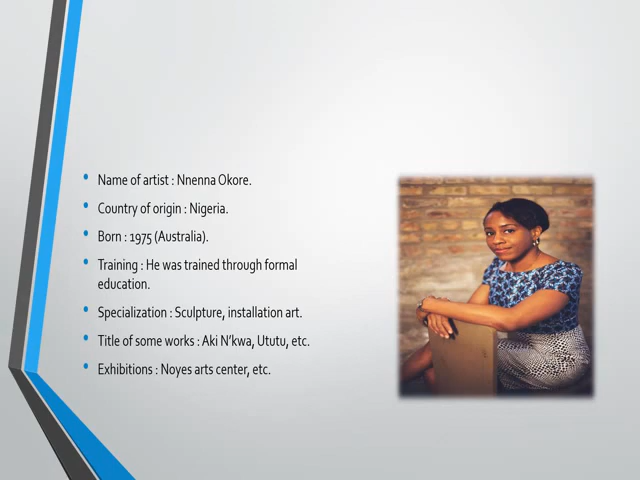 Name of artist : Nnenna Okore.
Country of origin : Nigeria.
Born : 1975 (Australia).
Training : He was trained through formal
education.
Specialization : Sculpture, installation art.
Title of some works : Aki N’kwa, Ututu, etc.
Exhibitions : Noyes arts center, etc.